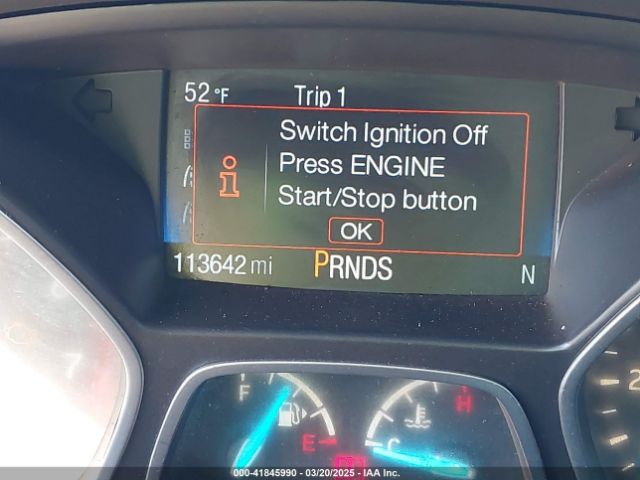 52 °F Trip 1
Switch Ignition Off
Press ENGINE
Start/Stop button
OK
113642 mi PRNDS N
F E C H
2
000-41845990 — 03/20/2025 — IAA Inc.